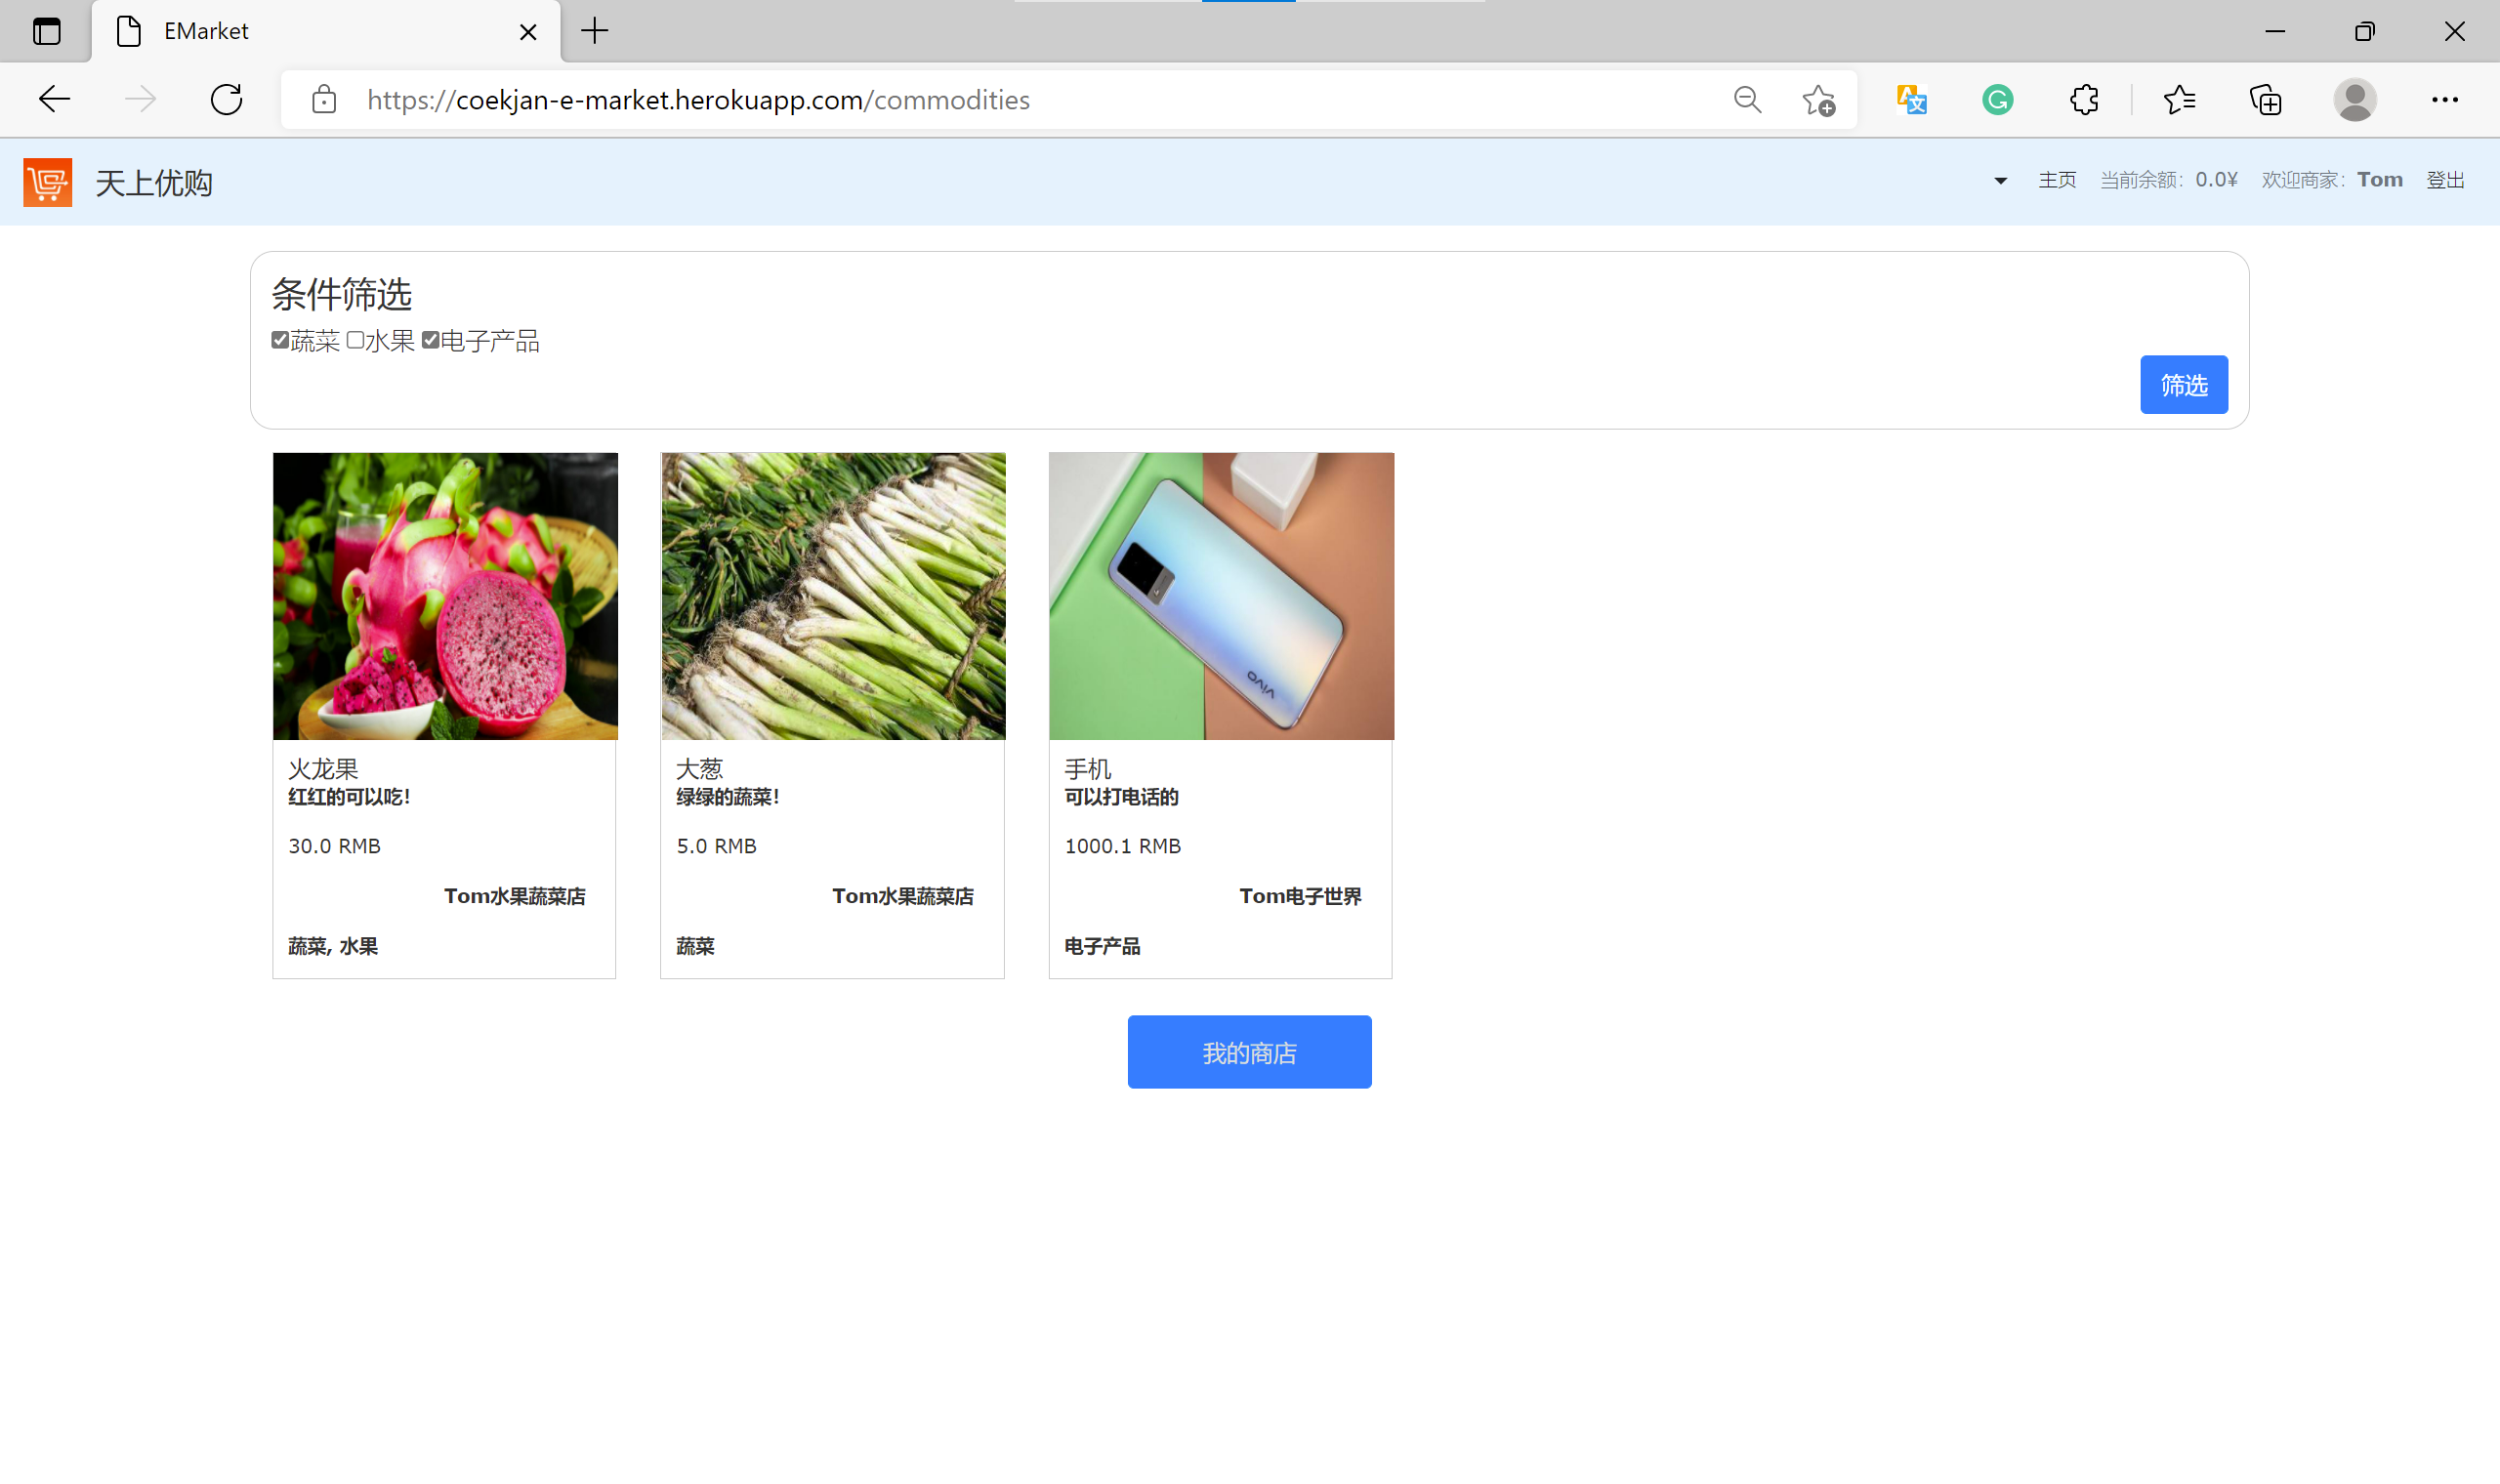 EMarket
https://coekjan-e-market.herokuapp.com/commodities
天上优购
主页 当前余额：0.0¥ 欢迎商家：Tom 登出
条件筛选
蔬菜 水果 电子产品
筛选
vivo
火龙果
红红的可以吃！
30.0 RMB
Tom水果蔬菜店
蔬菜, 水果
大葱
绿绿的蔬菜！
5.0 RMB
Tom水果蔬菜店
蔬菜
手机
可以打电话的
1000.1 RMB
Tom电子世界
电子产品
我的商店